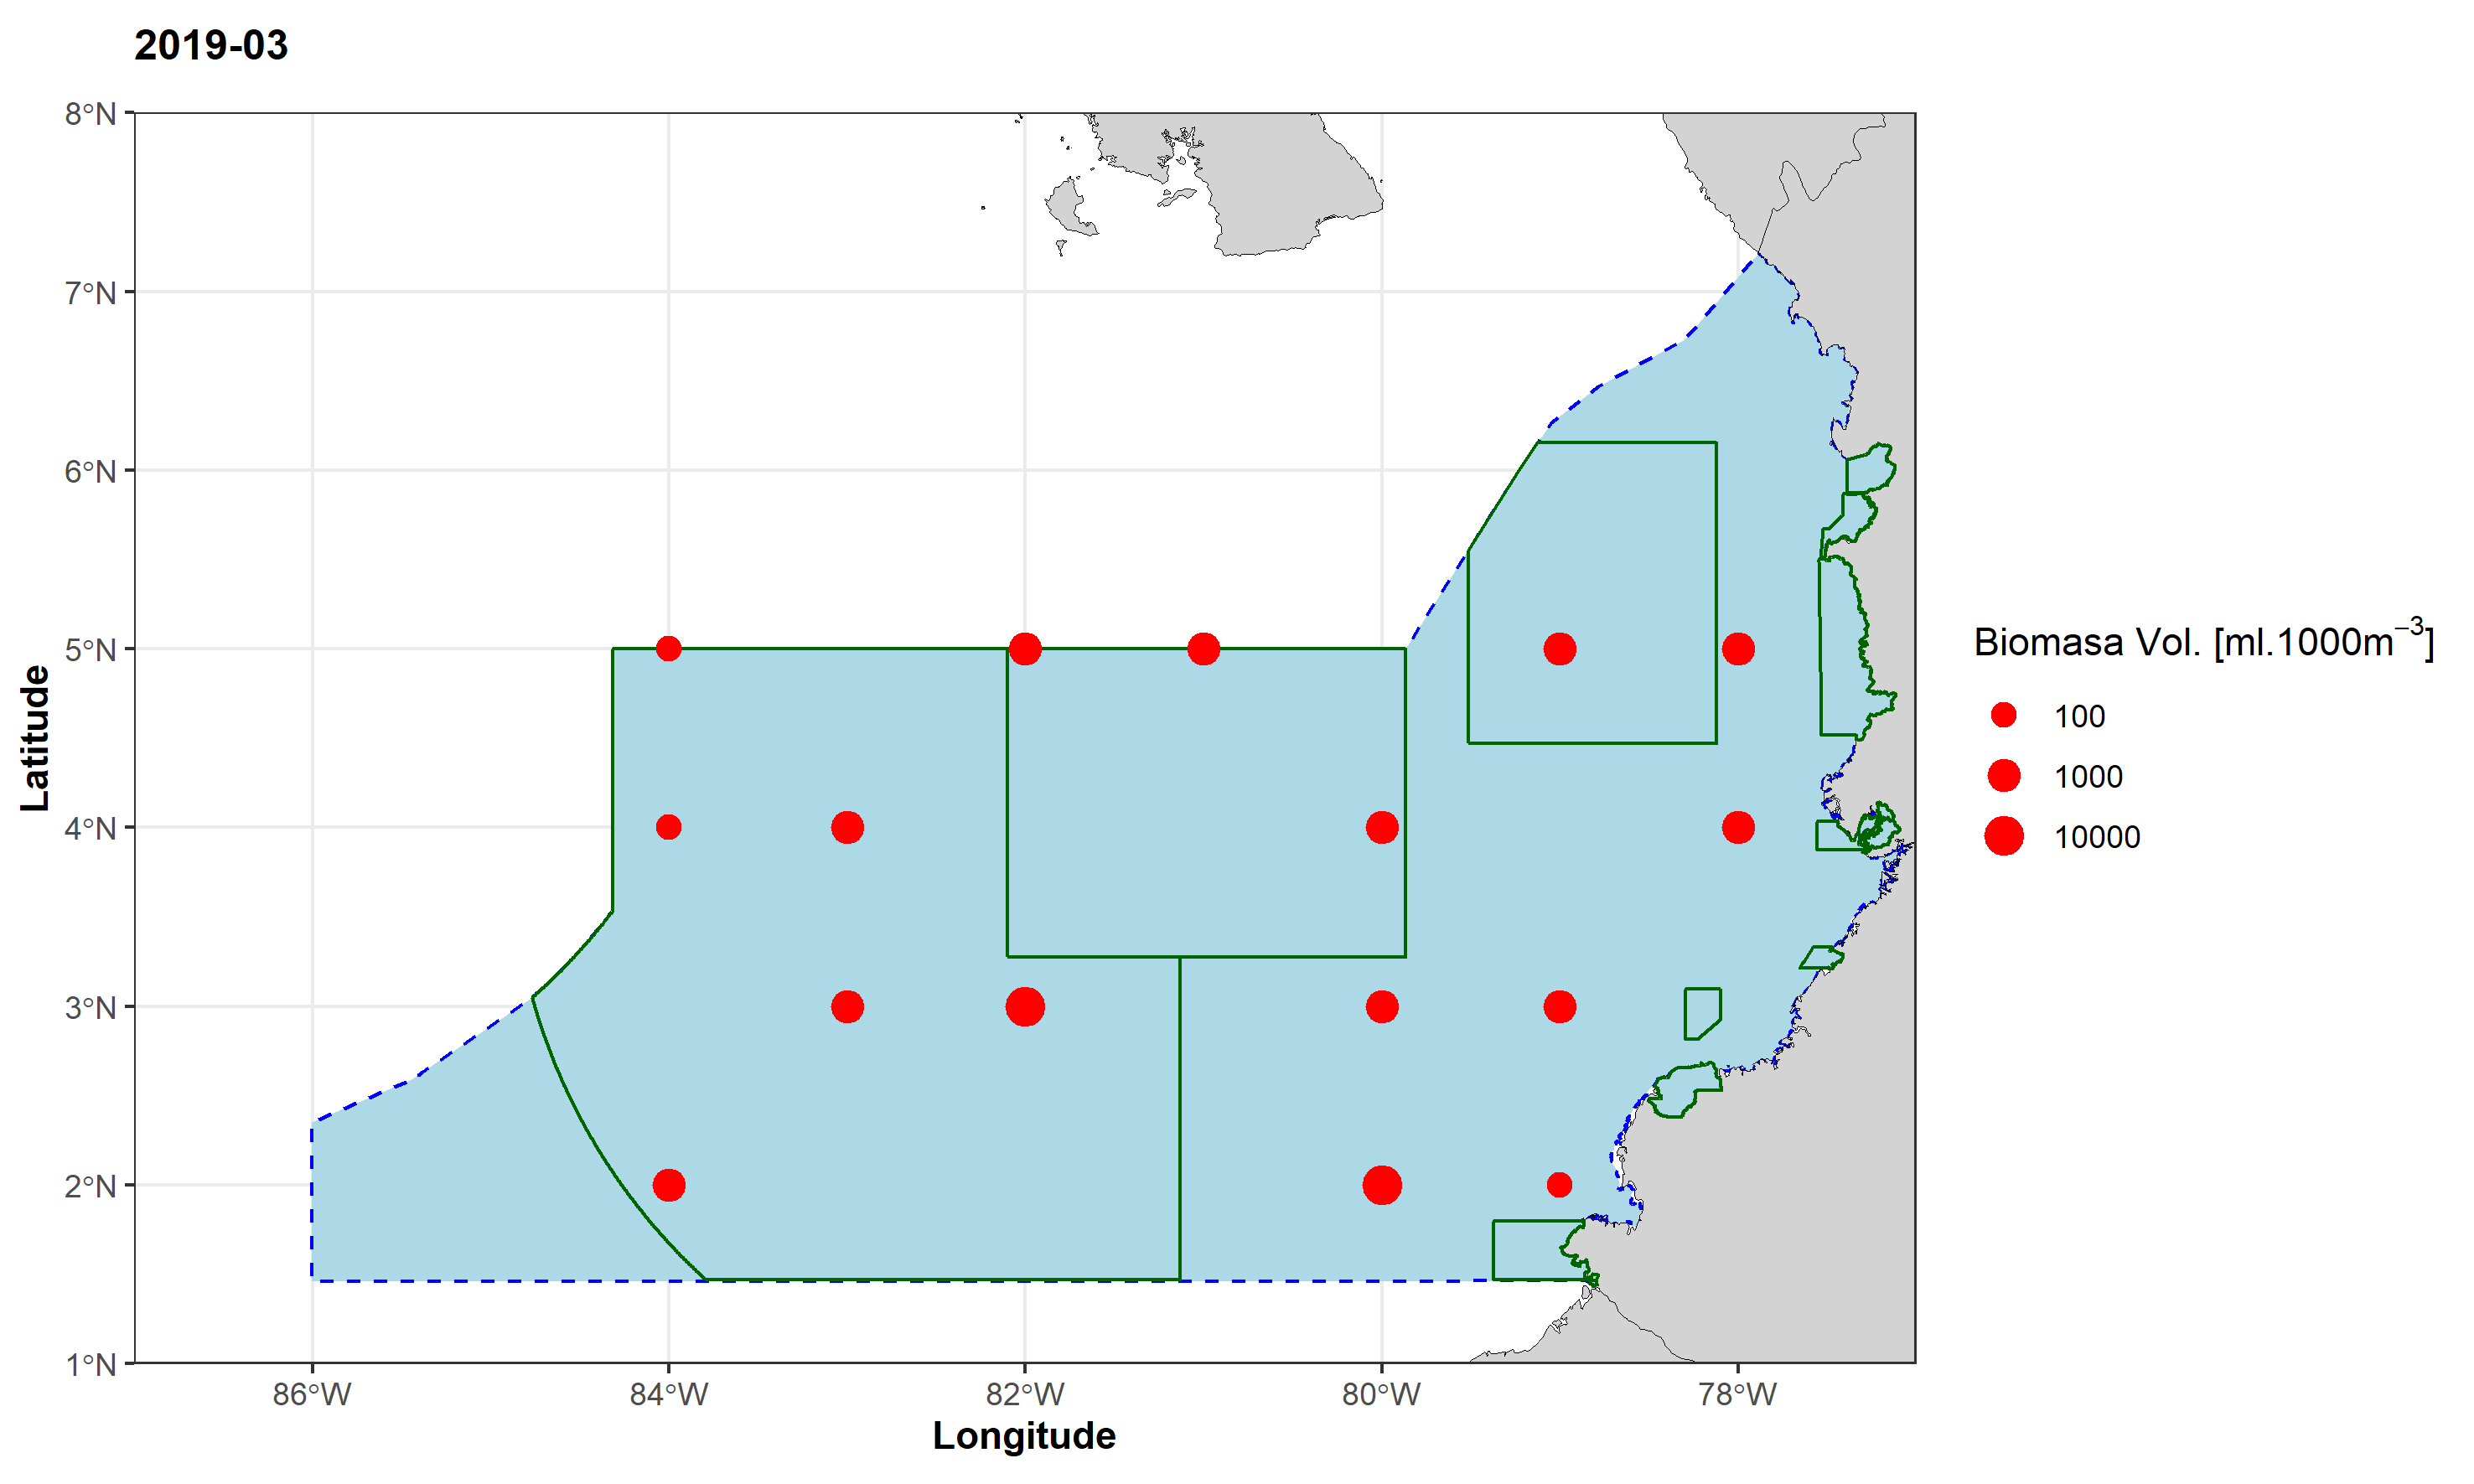 2019-03
8°N
7°N
6°N
5°N
4°N
3°N
2°N
1°N
Latitude
86°W 84°W 82°W 80°W 78°W
Longitude
Biomasa Vol. [ml.1000m⁻³]
100
1000
10000